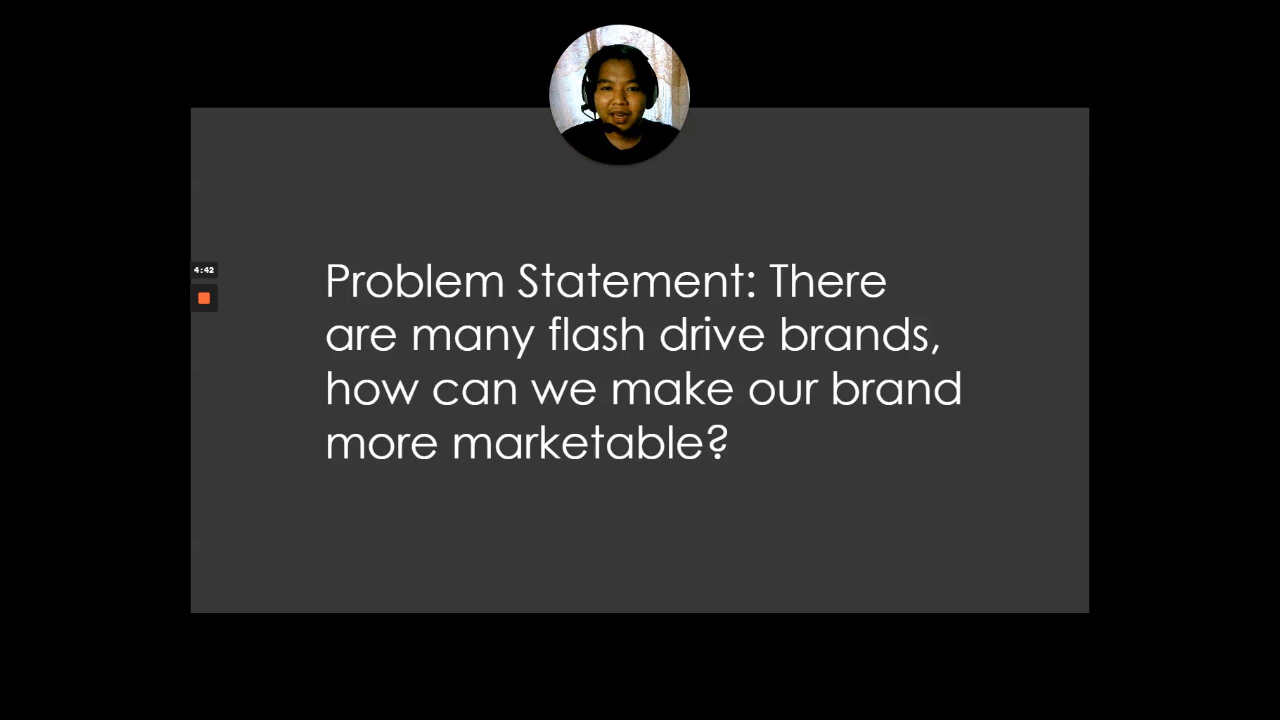 4:42
Problem Statement: There
are many flash drive brands,
how can we make our brand
more marketable?